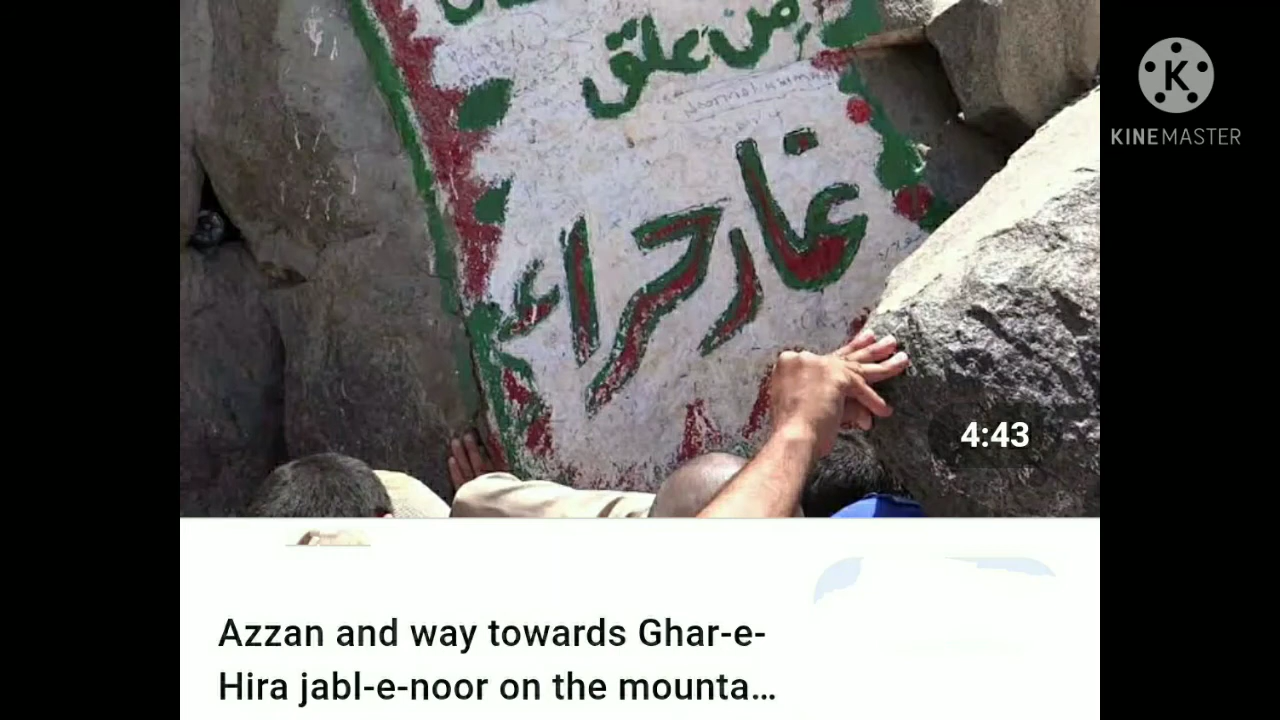 من علق
غار حراء
KINEMASTER
4:43
Azzan and way towards Ghar-e-
Hira jabl-e-noor on the mounta...